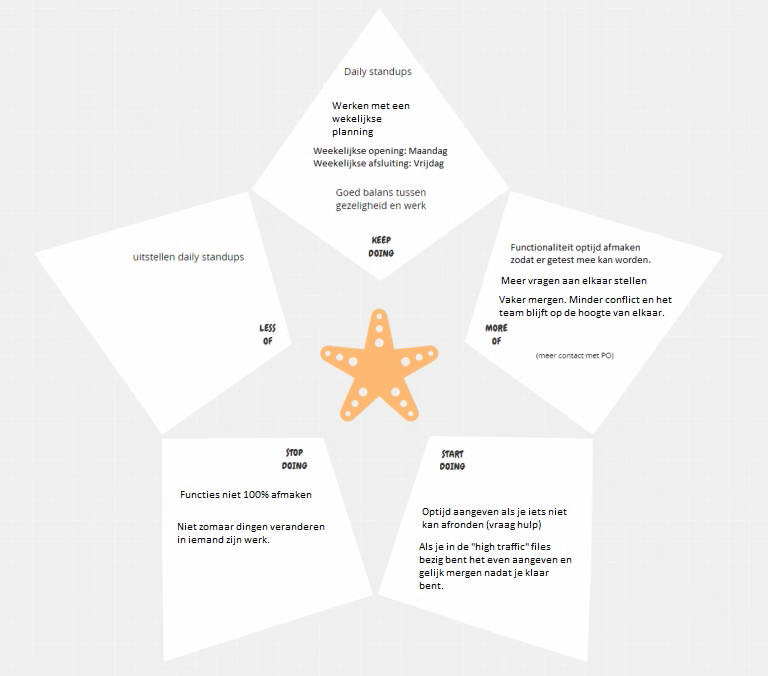 Daily standups
Werken met een
wekelijkse
planning
Weekelijkse opening: Maandag
Weekelijkse afsluiting: Vrijdag
Goed balans tussen
gezeligheid en werk
KEEP
DOING
uitstellen daily standups
LESS
OF
Functionaliteit optijd afmaken
zodat er getest mee kan worden.
Meer vragen aan elkaar stellen
Vaker mergen. Minder conflict en het
team blijft op de hoogte van elkaar.
MORE
OF
(meer contact met PO)
STOP
DOING
Functies niet 100% afmaken
Niet zomaar dingen veranderen
in iemand zijn werk.
START
DOING
Optijd aangeven als je iets niet
kan afronden (vraag hulp)
Als je in de "high traffic" files
bezig bent het even aangeven en
gelijk mergen nadat je klaar
bent.